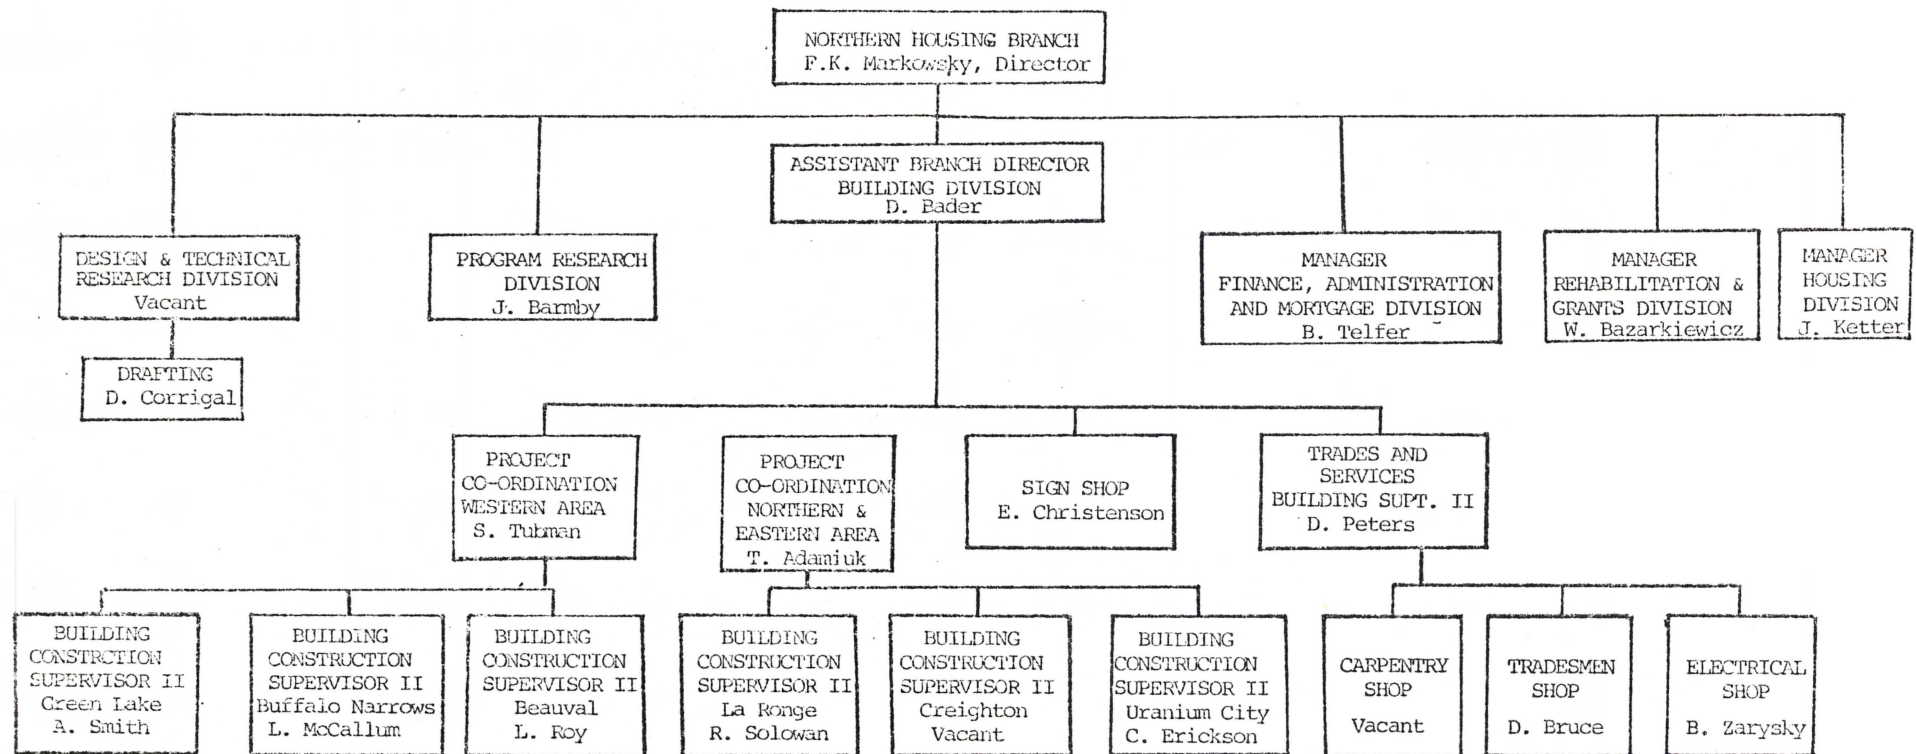 NORTHERN HOUSING BRANCH
F.K. Markowsky, Director
ASSISTANT BRANCH DIRECTOR
BUILDING DIVISION
D. Bader
DESIGN & TECHNICAL
RESEARCH DIVISION
Vacant
DRAFTING
D. Corrigal
PROGRAM RESEARCH
DIVISION
J. Barmby
MANAGER
FINANCE, ADMINISTRATION
AND MORTGAGE DIVISION
B. Telfer
MANAGER
REHABILITATION &
GRANTS DIVISION
W. Bazarkiewicz
MANAGER
HOUSING
DIVISION
J. Ketter
PROJECT
CO-ORDINATION
WESTERN AREA
S. Tubman
PROJECT
CO-ORDINATION
NORTHERN &
EASTERN AREA
T. Adamiuk
SIGN SHOP
E. Christenson
TRADES AND
SERVICES
BUILDING SUPT. II
D. Peters
BUILDING
CONSTRCTION
SUPERVISOR II
Green Lake
A. Smith
BUILDING
CONSTRUCTION
SUPERVISOR II
Buffalo Narrows
L. McCallum
BUILDING
CONSTRUCTION
SUPERVISOR II
Beauval
L. Roy
BUILDING
CONSTRUCTION
SUPERVISOR II
La Ronge
R. Solowan
BUILDING
CONSTRUCTION
SUPERVISOR II
Creighton
Vacant
BUILDING
CONSTRUCTION
SUPERVISOR II
Uranium City
C. Erickson
CARPENTRY
SHOP
Vacant
TRADESMEN
SHOP
D. Bruce
ELECTRICAL
SHOP
B. Zarysky